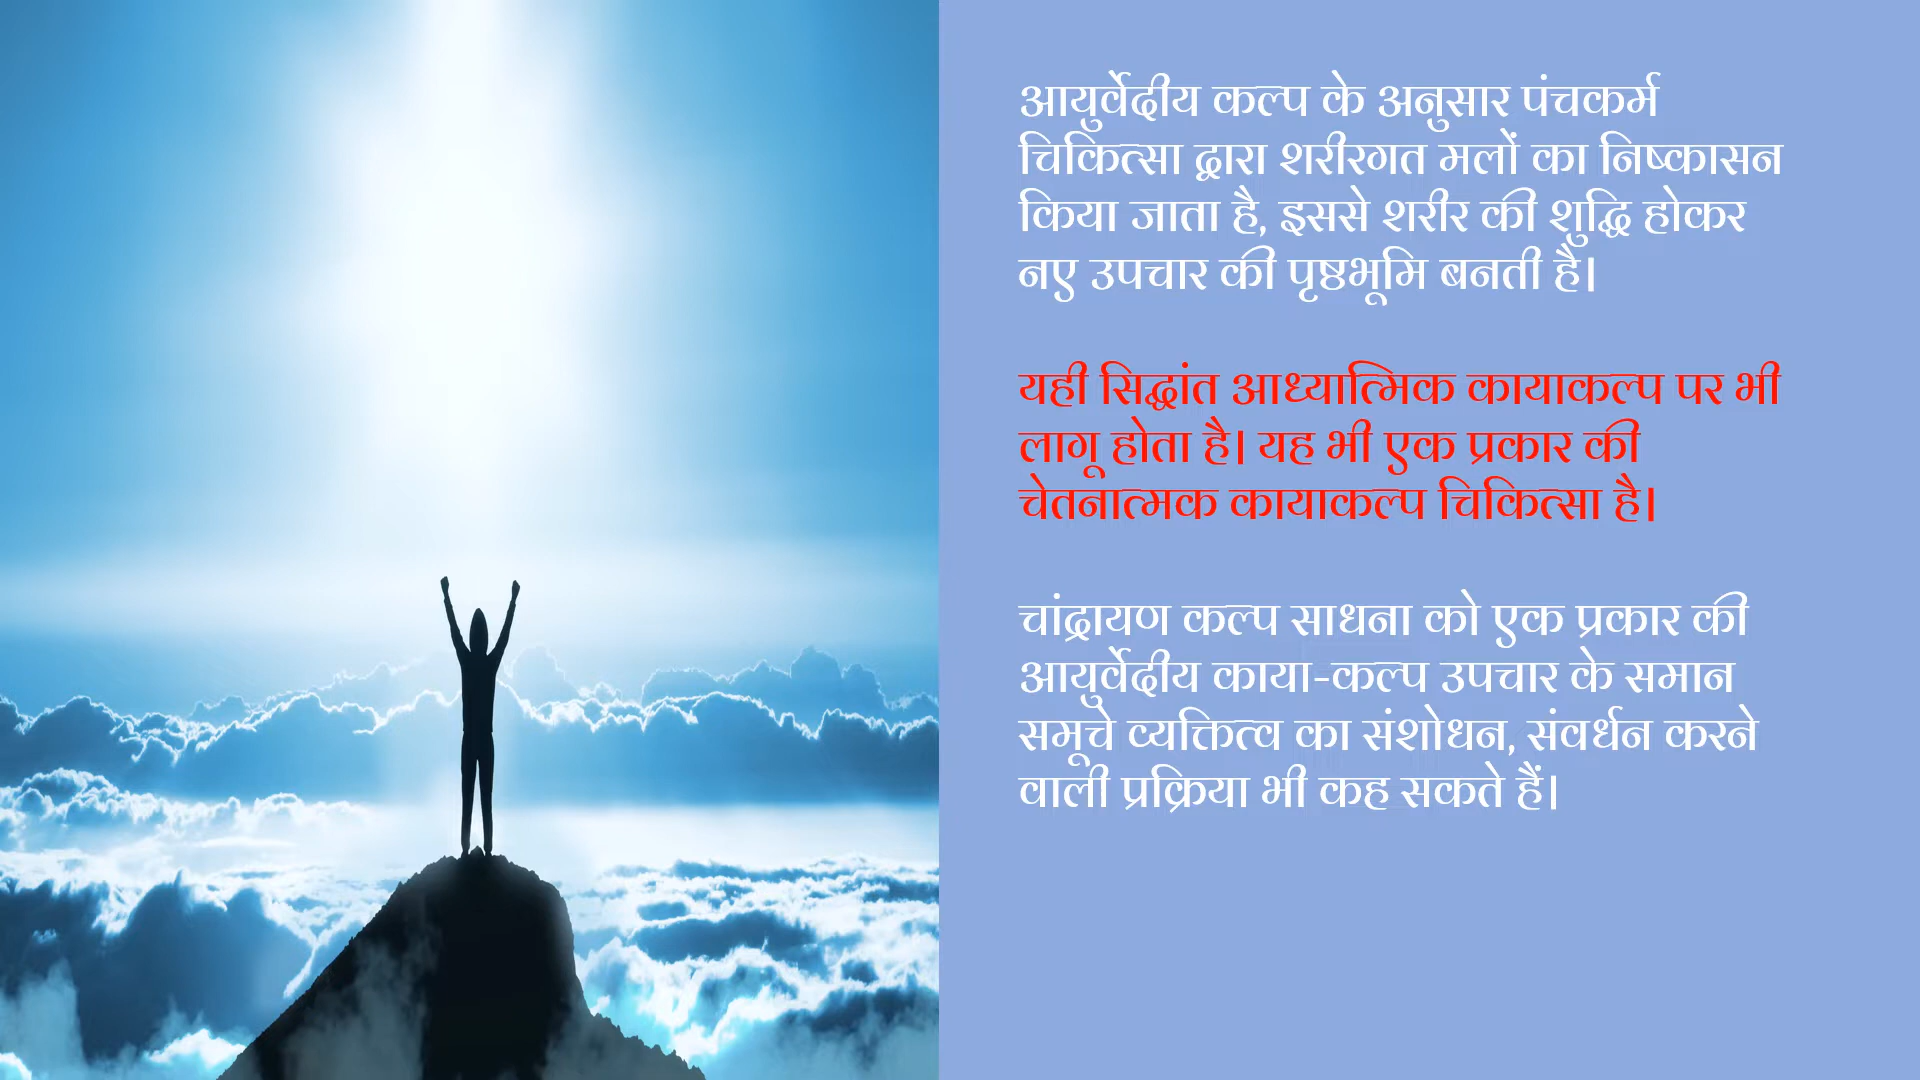 आयुर्वेदीय कल्प के अनुसार पंचकर्म
चिकित्सा द्वारा शरीरगत मलों का निष्कासन
किया जाता है, इससे शरीर की शुद्धि होकर
नए उपचार की पृष्ठभूमि बनती है।
यही सिद्धांत आध्यात्मिक कायाकल्प पर भी
लागू होता है। यह भी एक प्रकार की
चेतनात्मक कायाकल्प चिकित्सा है।
चांद्रायण कल्प साधना को एक प्रकार की
आयुर्वेदीय काया-कल्प उपचार के समान
समूचे व्यक्तित्व का संशोधन, संवर्धन करने
वाली प्रक्रिया भी कह सकते हैं।